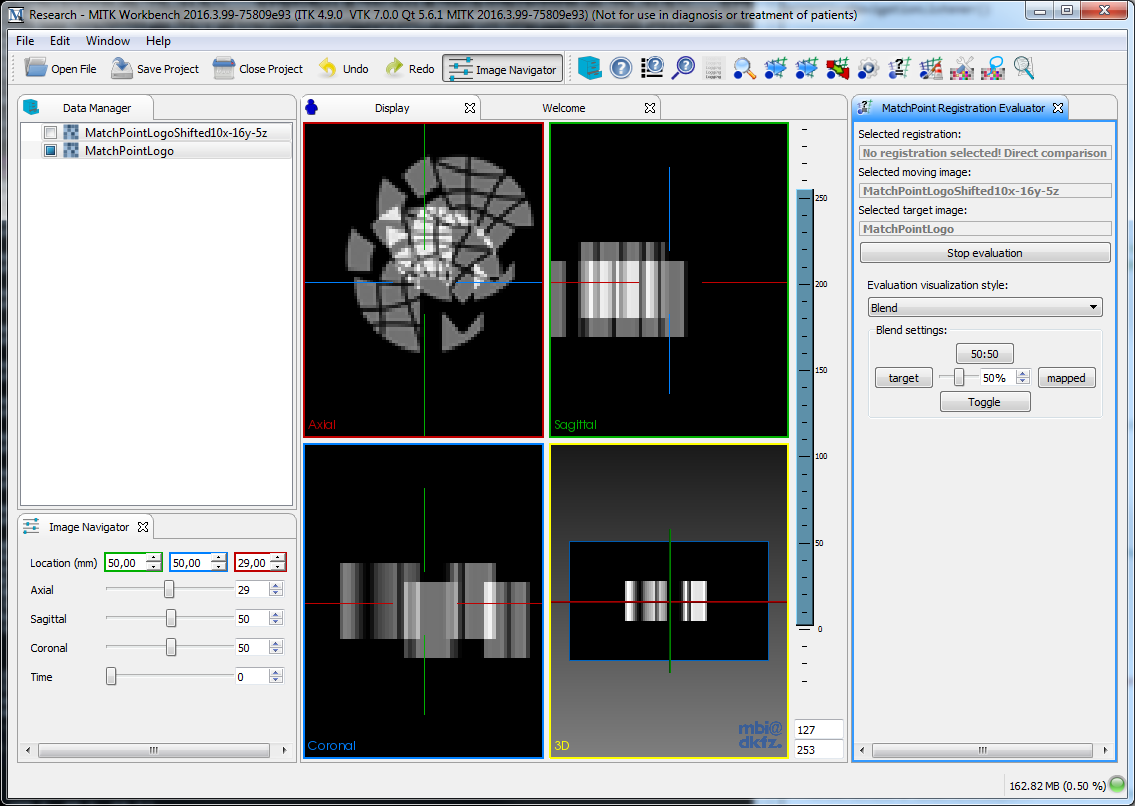 Research - MITK Workbench 2016.3.99-75809e93 (ITK 4.9.0  VTK 7.0.0 Qt 5.6.1 MITK 2016.3.99-75809e93) (Not for use in diagnosis or treatment of patients)
File Edit Window Help
Open File Save Project Close Project Undo Redo Image Navigator
Data Manager
Display
Welcome
MatchPoint Registration Evaluator
MatchPointLogoShifted10x-16y-5z
MatchPointLogo
Axial
Sagittal
Coronal
3D
mbi@
dkfz.
250
200
150
100
50
0
127
253
Selected registration:
No registration selected! Direct comparison
Selected moving image:
MatchPointLogoShifted10x-16y-5z
Selected target image:
MatchPointLogo
Stop evaluation
Evaluation visualization style:
Blend
Blend settings:
50:50
target 50% mapped
Toggle
Image Navigator
Location (mm) 50,00 50,00 29,00
Axial 29
Sagittal 50
Coronal 50
Time 0
162.82 MB (0.50 %)